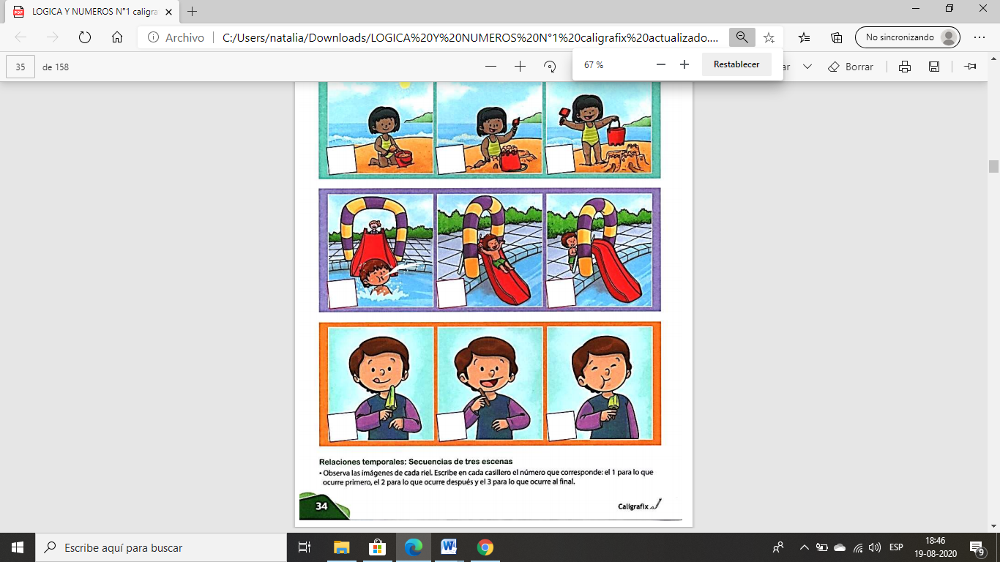 LOGICA Y NUMEROS N°1 caligra
Archivo
C:/Users/natalia/Downloads/LOGICA%20Y%20NUMEROS%20N°1%20caligrafix%20actualizado....
No sincronizando
35
de 158
67 %
Restablecer
ar
Borrar
Relaciones temporales: Secuencias de tres escenas
• Observa las imágenes de cada riel. Escribe en cada casillero el número que corresponde: el 1 para lo que
ocurre primero, el 2 para lo que ocurre después y el 3 para lo que ocurre al final.
34
Caligrafix
Escribe aquí para buscar
ESP
18:46
19-08-2020
9